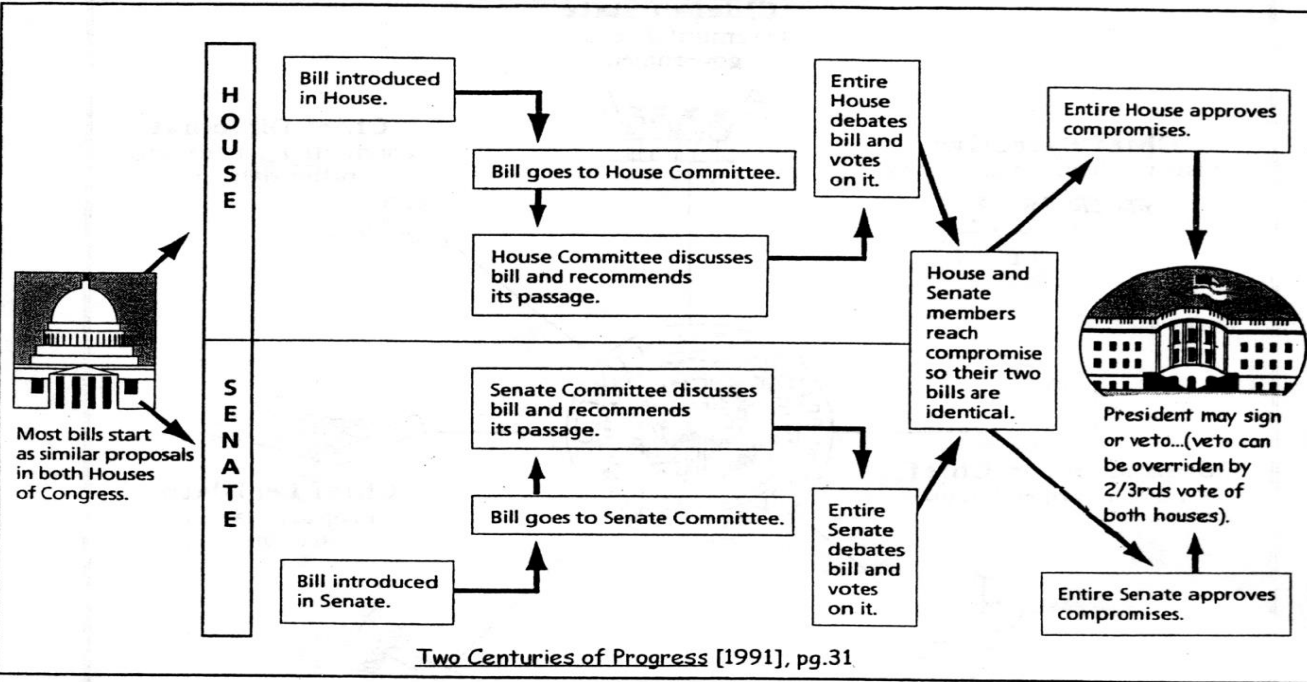 HOUSE
Bill introduced
in House.
Bill goes to House Committee.
House Committee discusses
bill and recommends
its passage.
Entire
House
debates
bill and
votes
on it.
Entire House approves
compromises.
House and
Senate
members
reach
compromise
so their two
bills are
identical.
Most bills start
as similar proposals
in both Houses
of Congress.
SENATE
Senate Committee discusses
bill and recommends
its passage.
Bill goes to Senate Committee.
Bill introduced
in Senate.
Entire
Senate
debates
bill and
votes
on it.
President may sign
or veto...(veto can
be overriden by
2/3rds vote of
both houses).
Entire Senate approves
compromises.
Two Centuries of Progress [1991], pg.31